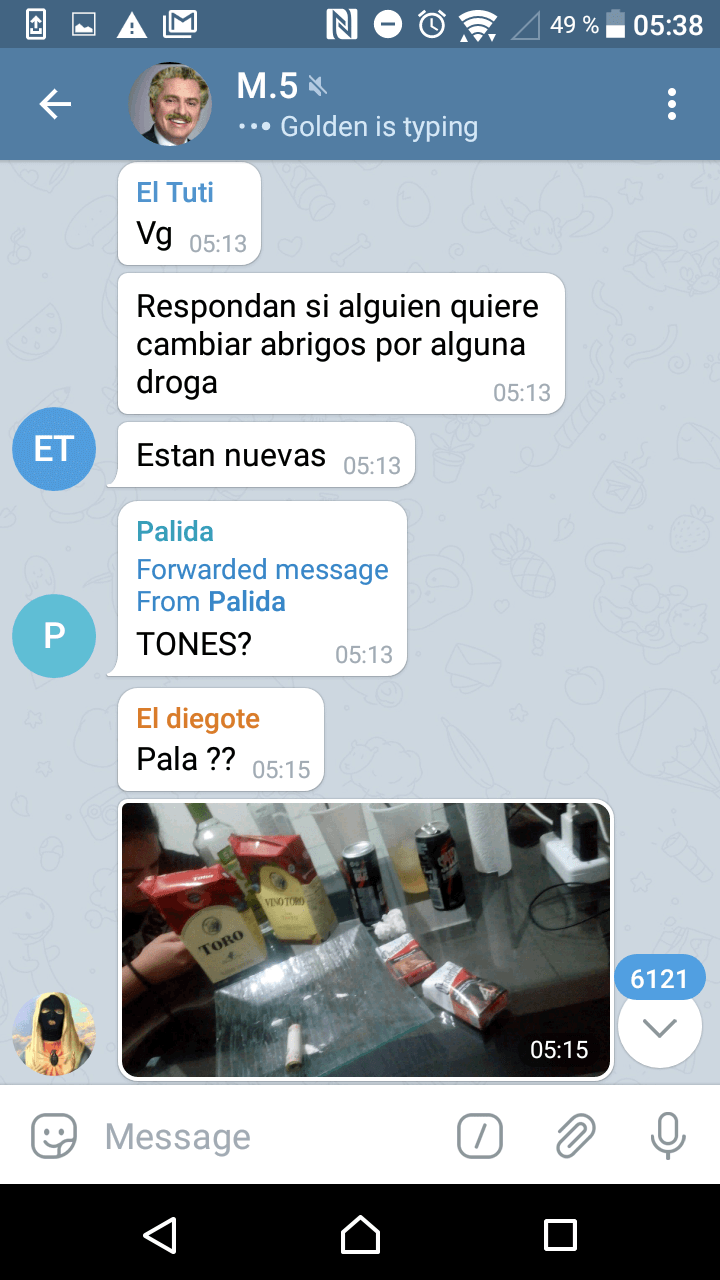 49 % 05:38
M.5
Golden is typing
El Tuti
Vg 05:13
Respondan si alguien quiere
cambiar abrigos por alguna
droga
05:13
ET
Estan nuevas 05:13
Palida
Forwarded message
From Palida
P
TONES? 05:13
El diegote
Pala ?? 05:15
TORO
VINO TORO
6121
05:15
Message